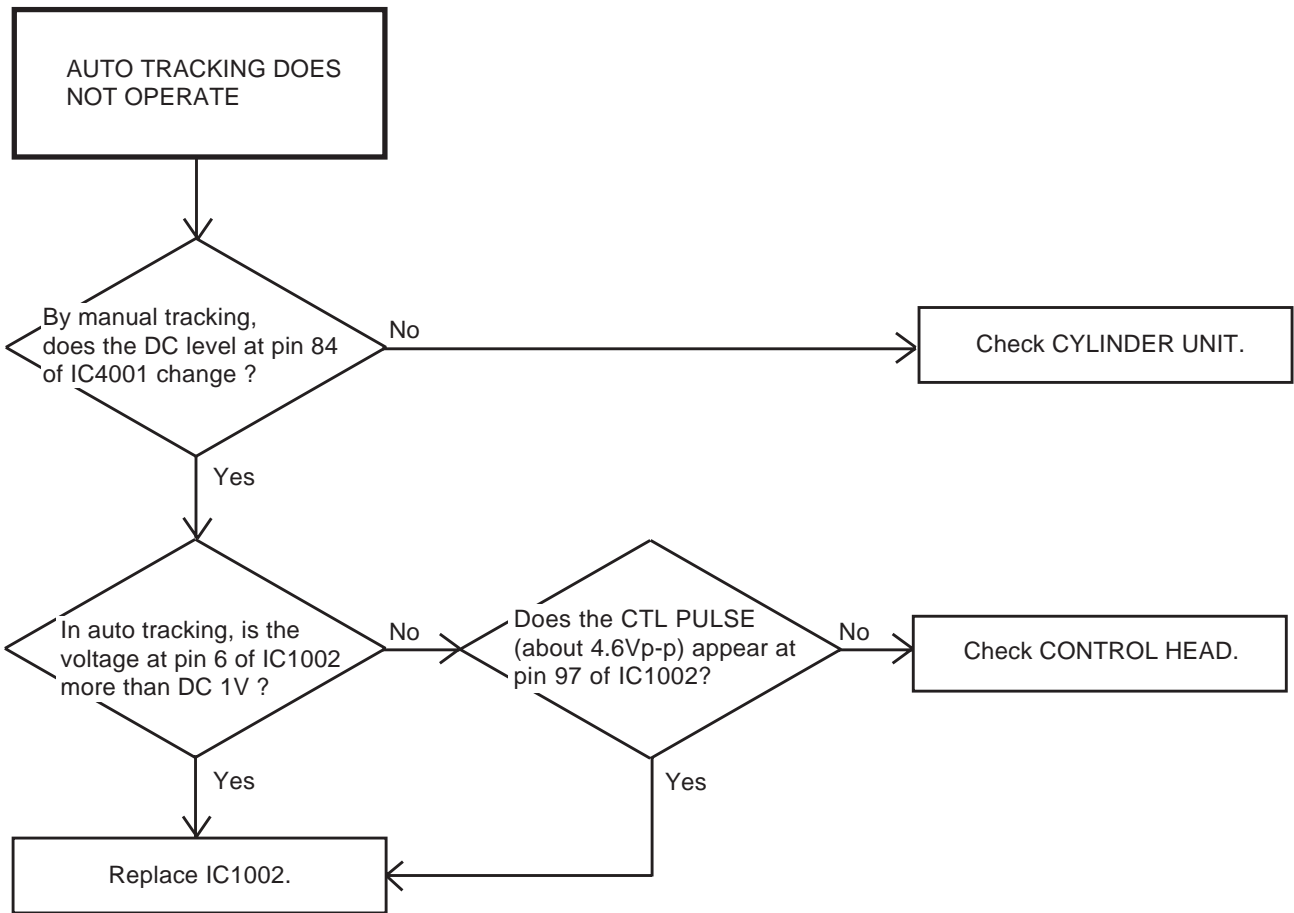 AUTO TRACKING DOES
NOT OPERATE
By manual tracking,
does the DC level at pin 84
of IC4001 change ?
No
Check CYLINDER UNIT.
Yes
In auto tracking, is the
voltage at pin 6 of IC1002
more than DC 1V ?
No
Does the CTL PULSE
(about 4.6Vp-p) appear at
pin 97 of IC1002?
No
Check CONTROL HEAD.
Yes
Yes
Replace IC1002.